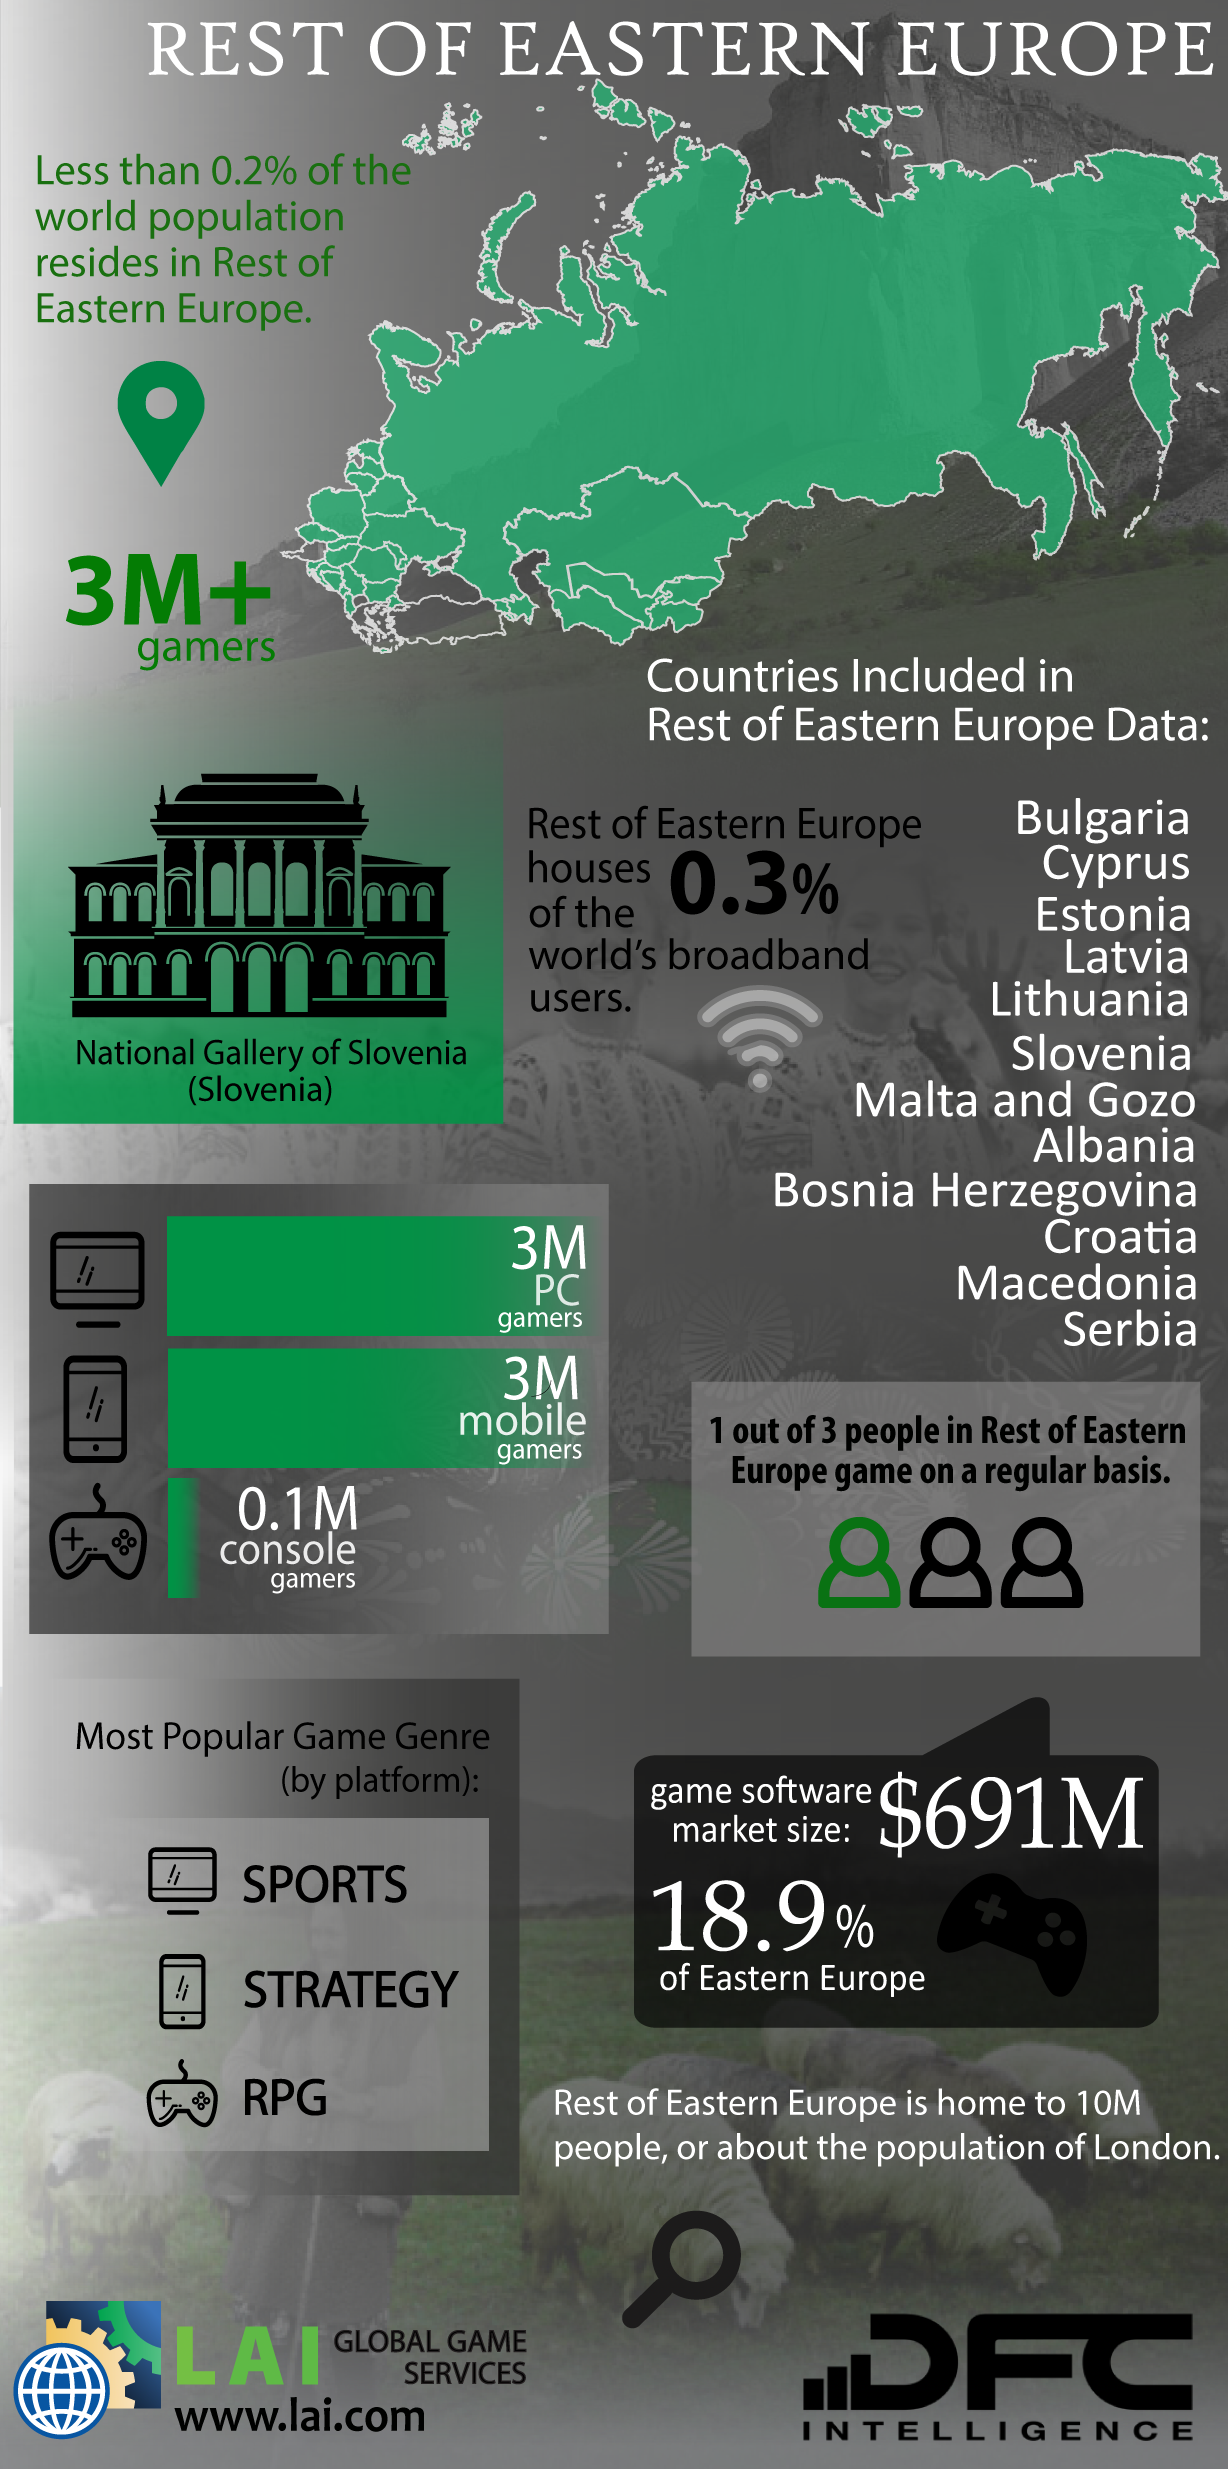 REST OF EASTERN EUROPE
Less than 0.2% of the
world population
resides in Rest of
Eastern Europe.
3M+
gamers
Countries Included in
Rest of Eastern Europe Data:
National Gallery of Slovenia
(Slovenia)
Rest of Eastern Europe
houses 0.3%
of the
world's broadband
users.
Bulgaria
Cyprus
Estonia
Latvia
Lithuania
Slovenia
Malta and Gozo
Albania
Bosnia Herzegovina
Croatia
Macedonia
Serbia
3M
PC
gamers
3M
mobile
gamers
0.1M
console
gamers
1 out of 3 people in Rest of Eastern
Europe game on a regular basis.
Most Popular Game Genre
(by platform):
SPORTS
STRATEGY
RPG
game software
market size: $691M
18.9%
of Eastern Europe
Rest of Eastern Europe is home to 10M
people, or about the population of London.
LAI GLOBAL GAME
SERVICES
www.lai.com
DFC
INTELLIGENCE